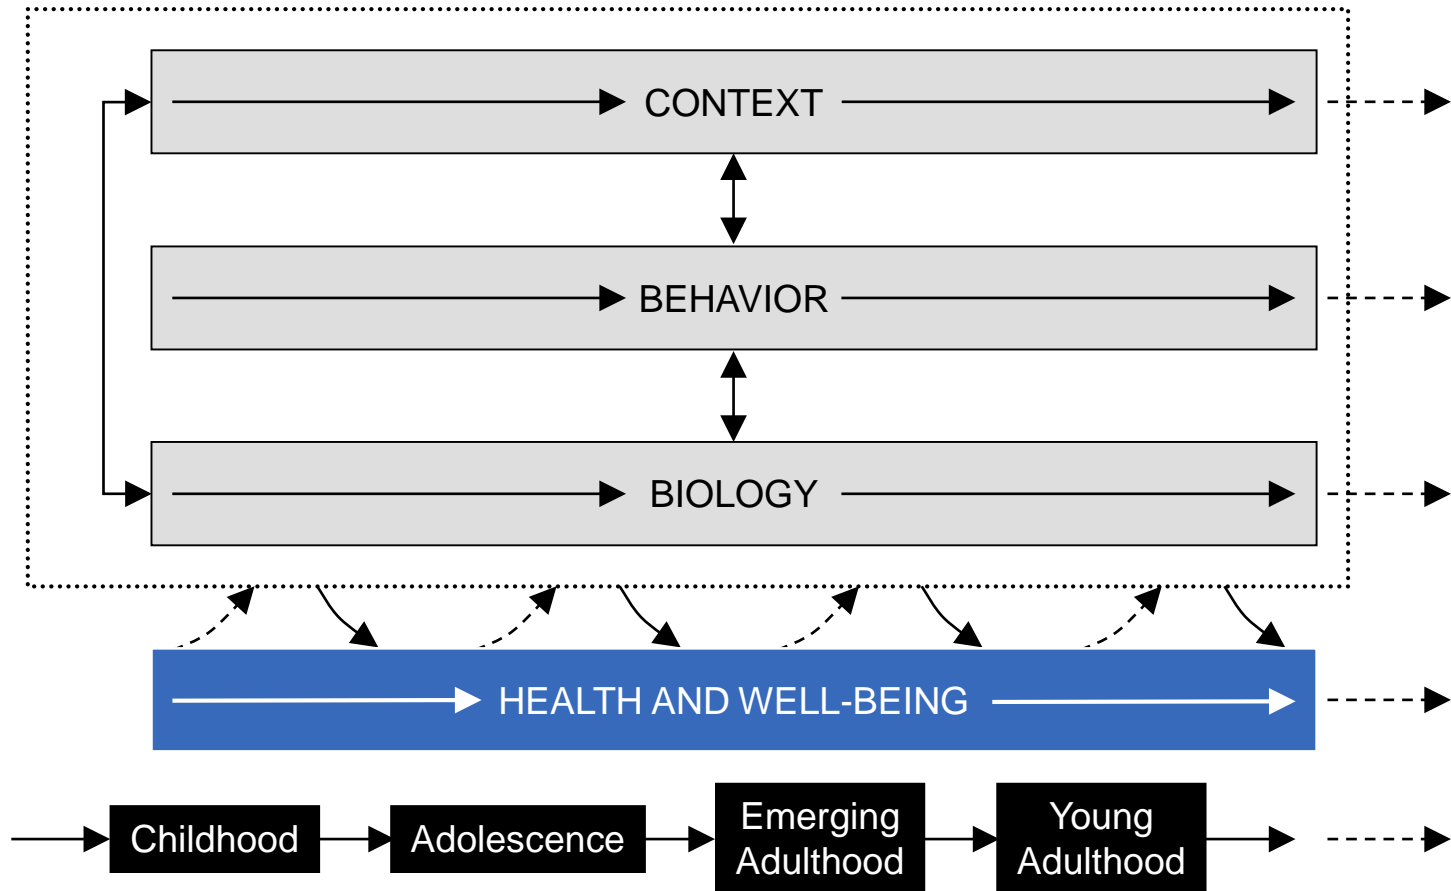 CONTEXT
BEHAVIOR
BIOLOGY
HEALTH AND WELL-BEING
Childhood
Adolescence
Emerging
Adulthood
Young
Adulthood